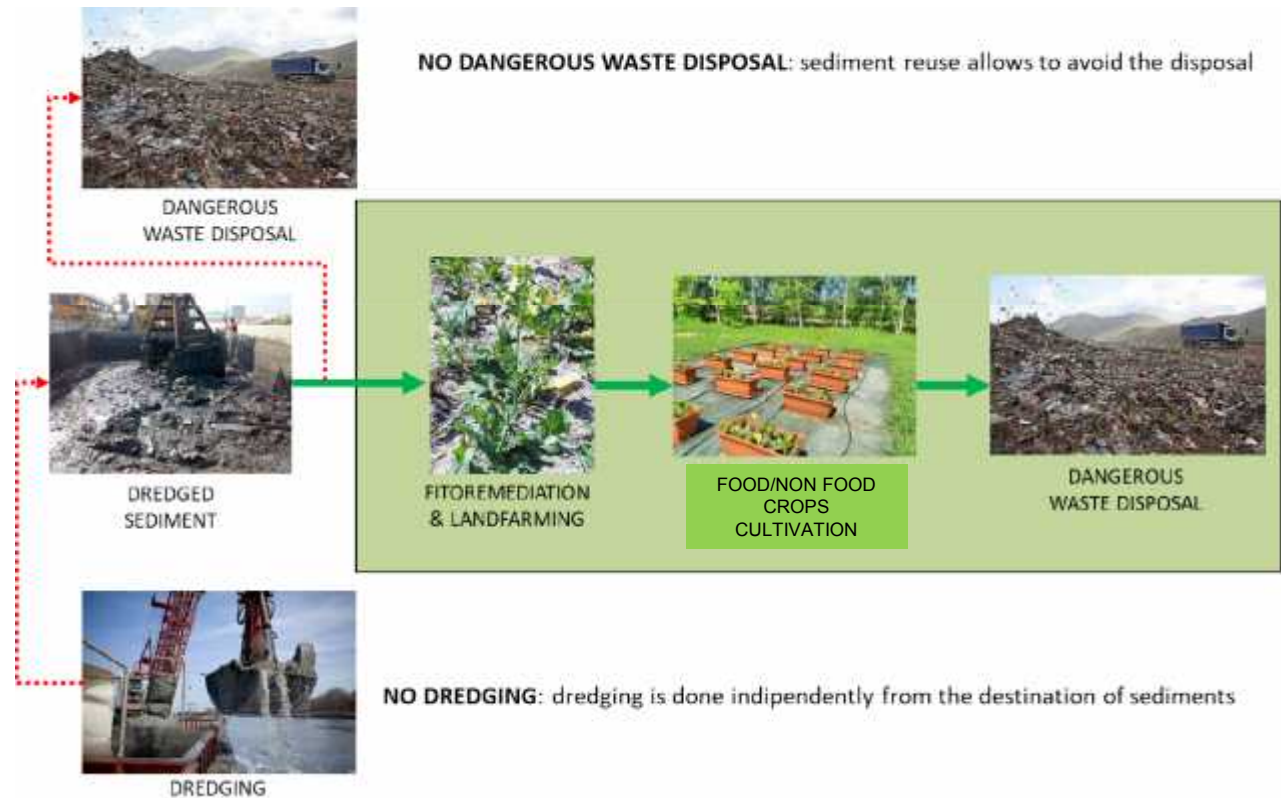 NO DANGEROUS WASTE DISPOSAL: sediment reuse allows to avoid the disposal
DANGEROUS
WASTE DISPOSAL
DREDGED
SEDIMENT
FITOREMEDIATION
& LANDFARMING
FOOD/NON FOOD
CROPS
CULTIVATION
DANGEROUS
WASTE DISPOSAL
NO DREDGING: dredging is done indipendently from the destination of sediments
DREDGING